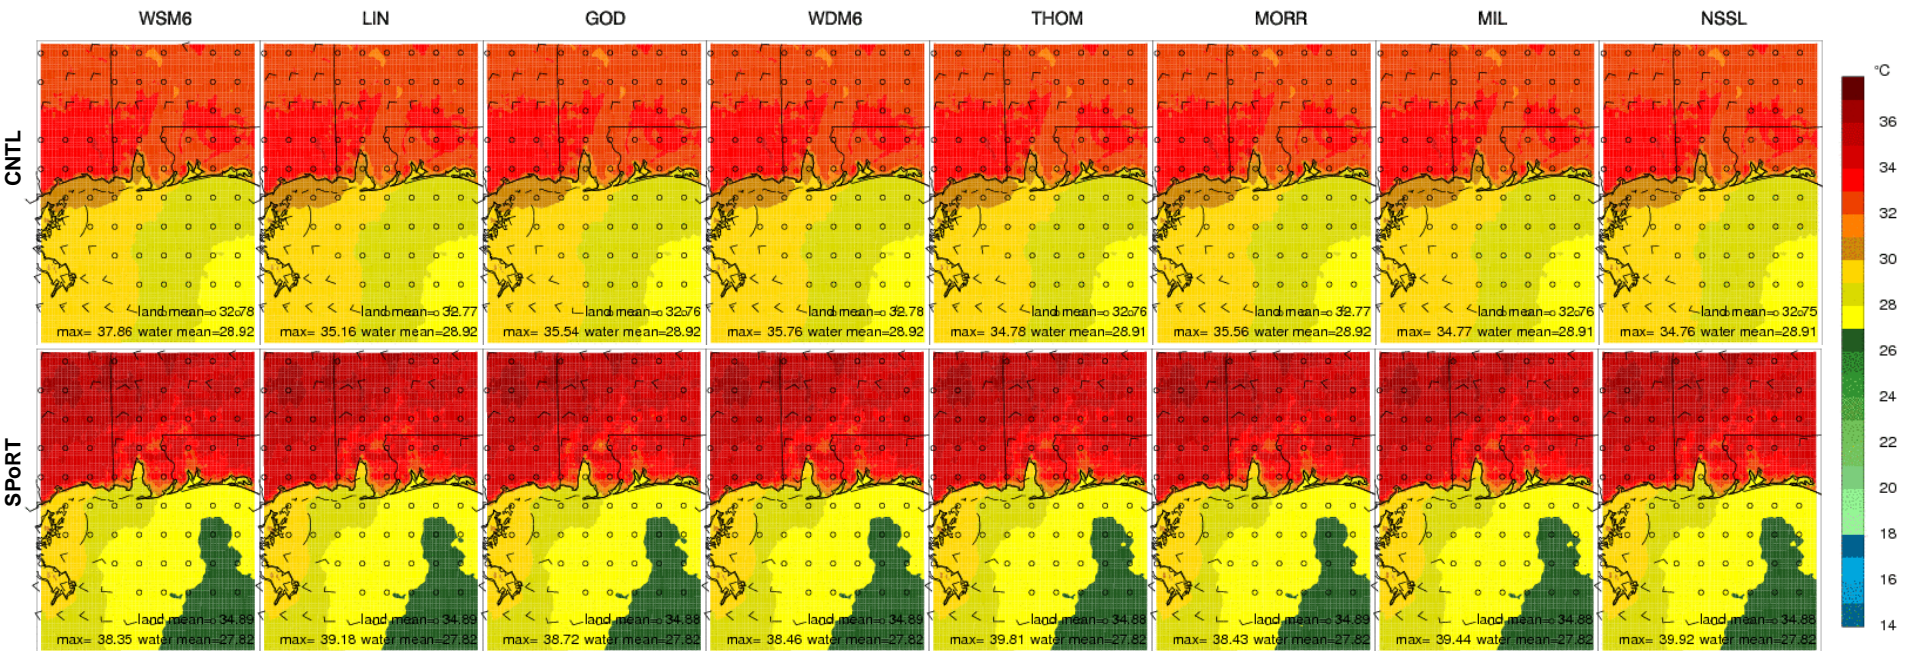 WSM6 LIN GOD WDM6 THOM MORR MIL NSSL
°C
CNTL
land mean= 32.78 land mean= 32.77 land mean= 32.76 land mean= 32.78 land mean= 32.76 land mean= 32.77 land mean= 32.76 land mean= 32.75
max= 37.86 water mean=28.92 max= 35.16 water mean=28.92 max= 35.54 water mean=28.92 max= 35.76 water mean=28.92 max= 34.78 water mean=28.91 max= 35.56 water mean=28.92 max= 34.77 water mean=28.91 max= 34.76 water mean=28.91
SPoRT
land mean= 34.89 land mean= 34.89 land mean= 34.88 land mean= 34.89 land mean= 34.88 land mean= 34.89 land mean= 34.88 land mean= 34.88
max= 38.35 water mean=27.82 max= 39.18 water mean=27.82 max= 38.72 water mean=27.82 max= 38.46 water mean=27.82 max= 39.81 water mean=27.82 max= 38.43 water mean=27.82 max= 39.44 water mean=27.82 max= 39.92 water mean=27.82
36
34
32
30
28
26
24
22
20
18
16
14